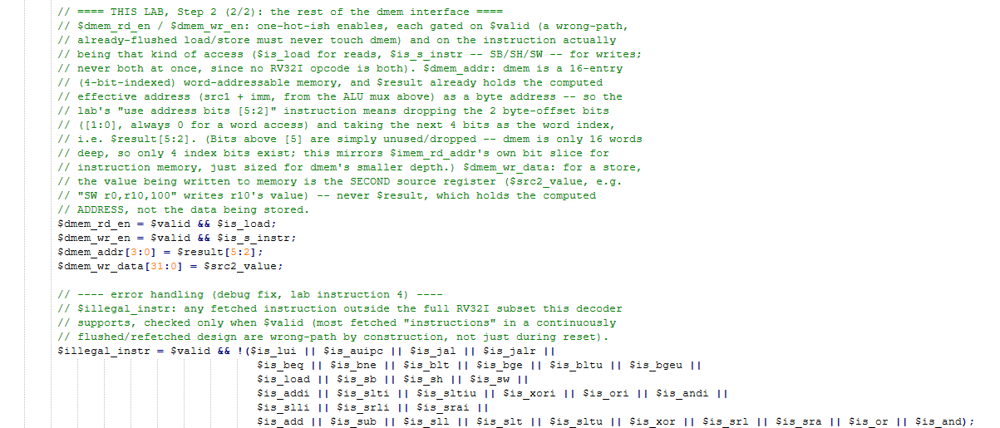 // ==== THIS LAB, Step 2 (2/2): the rest of the dmem interface ====
// $dmem_rd_en / $dmem_wr_en: one-hot-ish enables, each gated on $valid (a wrong-path,
// already-flushed load/store must never touch dmem) and on the instruction actually
// being that kind of access ($is_load for reads, $is_s_instr -- SB/SH/SW -- for writes;
// never both at once, since no RV32I opcode is both). $dmem_addr: dmem is a 16-entry
// (4-bit-indexed) word-addressable memory, and $result already holds the computed
// effective address (src1 + imm, from the ALU mux above) as a byte address -- so the
// lab's "use address bits [5:2]" instruction means dropping the 2 byte-offset bits
// ([1:0], always 0 for a word access) and taking the next 4 bits as the word index,
// i.e. $result[5:2]. (Bits above [5] are simply unused/dropped -- dmem is only 16 words
// deep, so only 4 index bits exist; this mirrors $imem_rd_addr's own bit slice for
// instruction memory, just sized for dmem's smaller depth.) $dmem_wr_data: for a store,
// the value being written to memory is the SECOND source register ($src2_value, e.g.
// "SW r0,r10,100" writes r10's value) -- never $result, which holds the computed
// ADDRESS, not the data being stored.
$dmem_rd_en = $valid && $is_load;
$dmem_wr_en = $valid && $is_s_instr;
$dmem_addr[3:0] = $result[5:2];
$dmem_wr_data[31:0] = $src2_value;
// ---- error handling (debug fix, lab instruction 4) ----
// $illegal_instr: any fetched instruction outside the full RV32I subset this decoder
// supports, checked only when $valid (most fetched "instructions" in a continuously
// flushed/refetched design are wrong-path by construction, not just during reset).
$illegal_instr = $valid && !($is_lui || $is_auipc || $is_jal || $is_jalr ||
$is_beq || $is_bne || $is_blt || $is_bge || $is_bltu || $is_bgeu ||
$is_load || $is_sb || $is_sh || $is_sw ||
$is_addi || $is_slti || $is_sltiu || $is_xori || $is_ori || $is_andi ||
$is_slli || $is_srli || $is_srai ||
$is_add || $is_sub || $is_sll || $is_slt || $is_sltu || $is_xor || $is_srl || $is_sra || $is_or || $is_and);